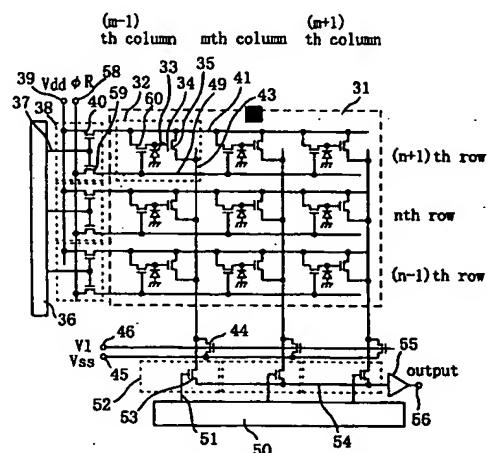 (m-1) (m+1)
th column mth column th column
39 Vdd φR 58
37 38 40 59 32 60 33 34 35 41 49 43 31
(n+1)th row
nth row
(n-1)th row
36
46
V1 44
Vss
45 55
output
52 56
53
51 54
50